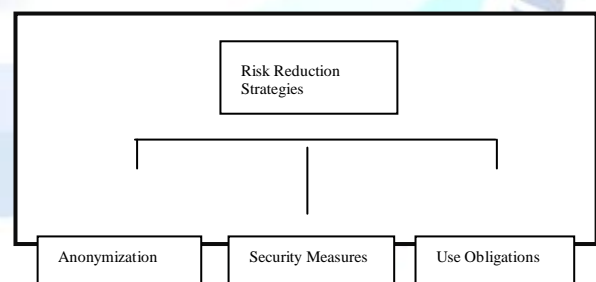 Risk Reduction
Strategies
Anonymization
Security Measures
Use Obligations